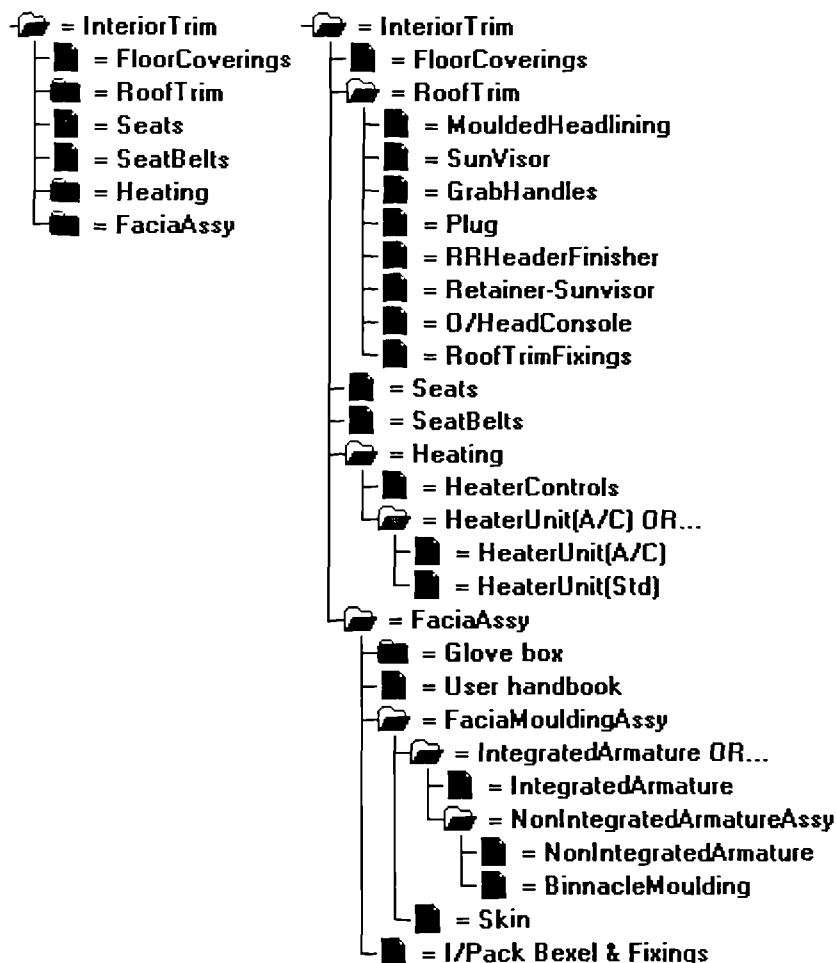 = InteriorTrim
= FloorCoverings
= RoofTrim
= Seats
= SeatBelts
= Heating
= FaciaAssy
= InteriorTrim
= FloorCoverings
= RoofTrim
= MouldedHeadlining
= SunVisor
= GrabHandles
= Plug
= RRHeaderFinisher
= Retainer-Sunvisor
= O/HeadConsole
= RoofTrimFixings
= Seats
= SeatBelts
= Heating
= HeaterControls
= HeaterUnit(A/C) OR...
= HeaterUnit(A/C)
= HeaterUnit(Std)
= FaciaAssy
= Glove box
= User handbook
= FaciaMouldingAssy
= IntegratedArmature OR...
= IntegratedArmature
= NonIntegratedArmatureAssy
= NonIntegratedArmature
= BinnacleMoulding
= Skin
= I/Pack Bexel & Fixings